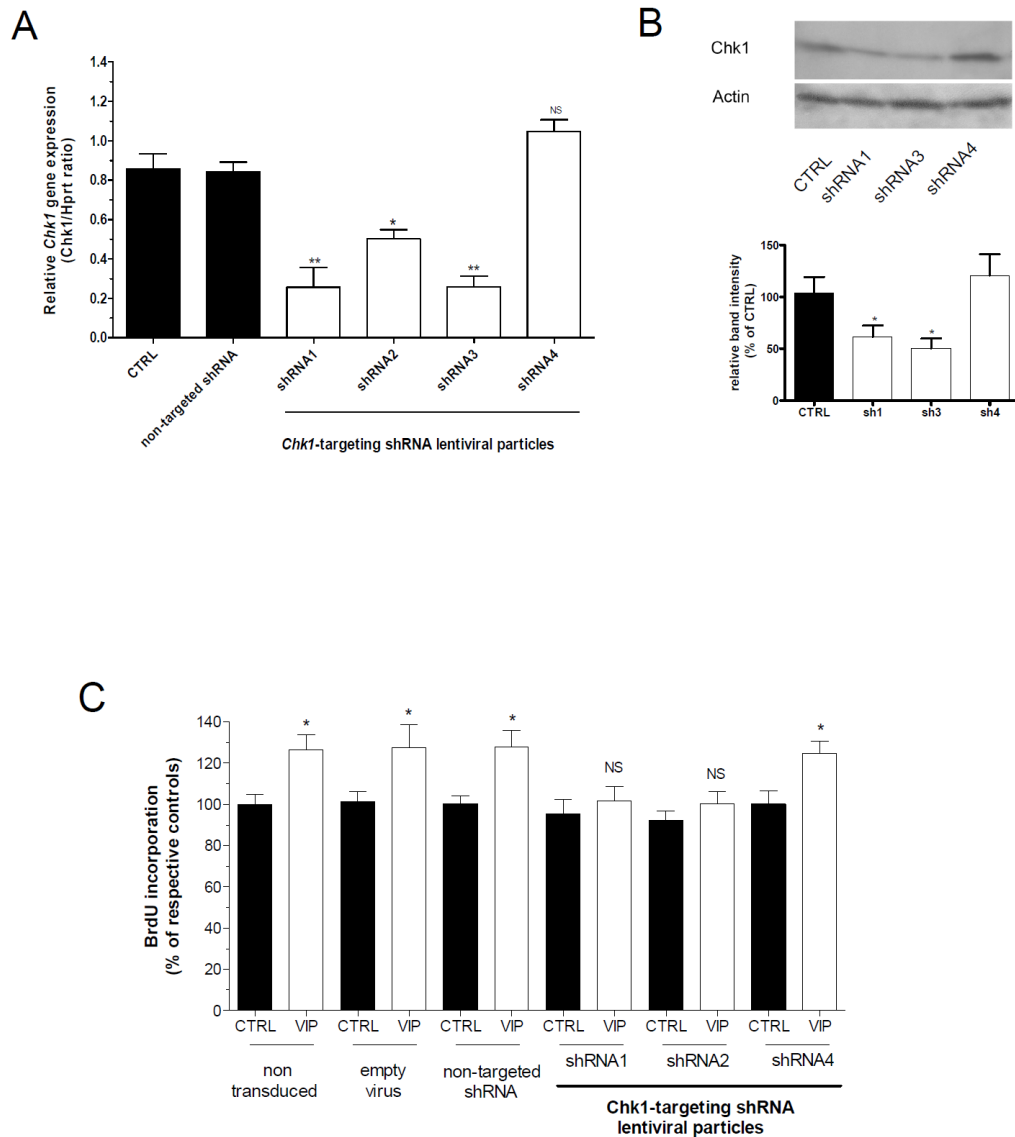 A
Relative Chk1 gene expression
(Chk1/Hprt ratio)
1.4
1.2
1.0
0.8
0.6
0.4
0.2
0.0
**
*
**
NS
CTRL
non-targeted shRNA
shRNA1
shRNA2
shRNA3
shRNA4
Chk1-targeting shRNA lentiviral particles
B
Chk1
Actin
CTRL
shRNA1
shRNA3
shRNA4
relative band intensity
(% of CTRL)
150
100
50
0
*
*
CTRL sh1 sh3 sh4
C
BrdU incorporation
(% of respective controls)
140
120
100
80
60
40
20
0
*
*
*
NS
NS
*
CTRL VIP CTRL VIP CTRL VIP CTRL VIP CTRL VIP CTRL VIP
non
transduced
empty
virus
non-targeted
shRNA
shRNA1
shRNA2
shRNA4
Chk1-targeting shRNA
lentiviral particles